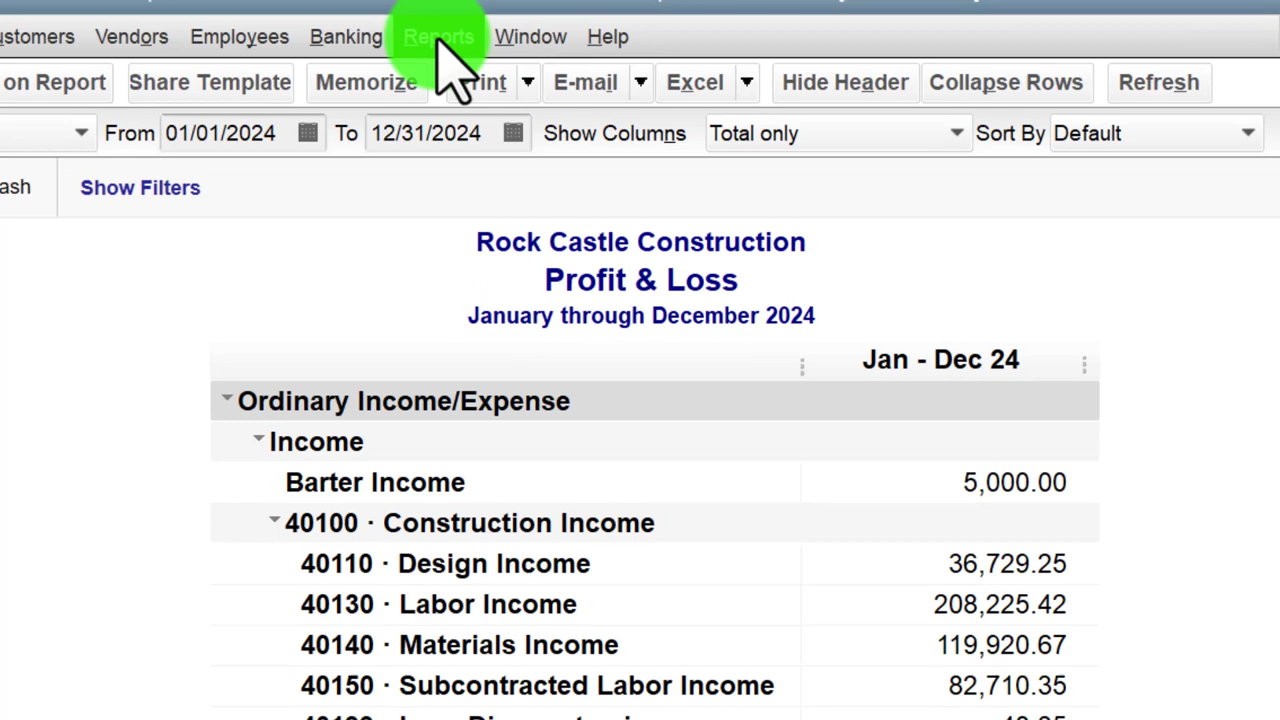 ustomers Vendors Employees Banking Reports Window Help
on Report Share Template Memorize E-mail Excel Hide Header Collapse Rows Refresh
From 01/01/2024 To 12/31/2024 Show Columns Total only Sort By Default
ash Show Filters
Rock Castle Construction
Profit & Loss
January through December 2024
Jan - Dec 24
Ordinary Income/Expense
Income
Barter Income 5,000.00
40100 · Construction Income
40110 · Design Income 36,729.25
40130 · Labor Income 208,225.42
40140 · Materials Income 119,920.67
40150 · Subcontracted Labor Income 82,710.35